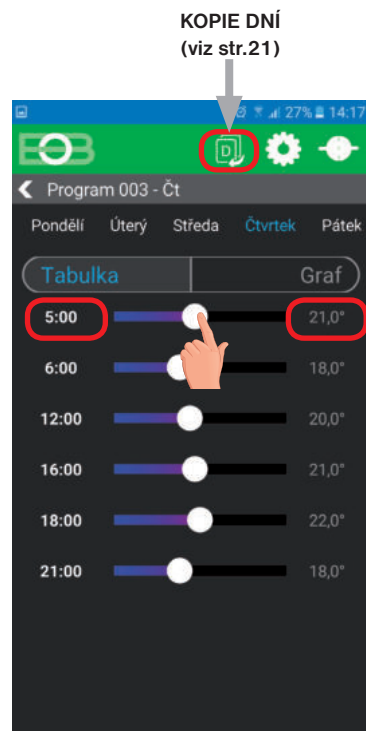 KOPIE DNÍ
(viz str.21)
27% 14:17
EOB
D
Program 003 - Čt
Pondělí Úterý Středa Čtvrtek Pátek
Tabulka Graf
5:00 21,0°
6:00 18,0°
12:00 20,0°
16:00 21,0°
18:00 22,0°
21:00 18,0°